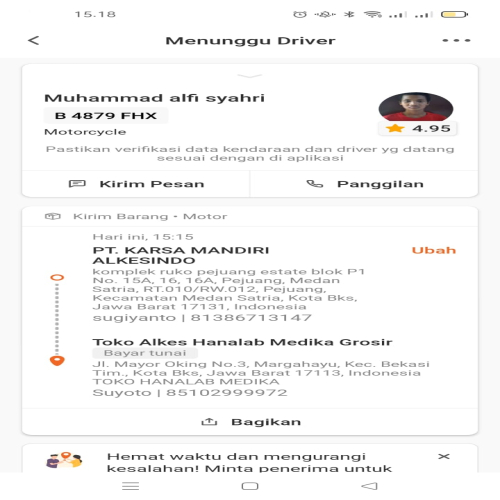 15.18
Menunggu Driver
Muhammad alfi syahri
B 4879 FHX
Motorcycle
4.95
Pastikan verifikasi data kendaraan dan driver yg datang
sesuai dengan di aplikasi
Kirim Pesan
Panggilan
Kirim Barang • Motor
Hari ini, 15:15
PT. KARSA MANDIRI
ALKESINDO
Ubah
komplek ruko pejuang estate blok P1
No. 15A, 16, 16A, Pejuang, Medan
Satria, RT.010/RW.012, Pejuang,
Kecamatan Medan Satria, Kota Bks,
Jawa Barat 17131, Indonesia
sugiyanto | 81386713147
Toko Alkes Hanalab Medika Grosir
Bayar tunai
Jl. Mayor Oking No.3, Margahayu, Kec. Bekasi
Tim., Kota Bks, Jawa Barat 17113, Indonesia
TOKO HANALAB MEDIKA
Suyoto | 85102999972
Bagikan
Hemat waktu dan mengurangi
kesalahan! Minta penerima untuk